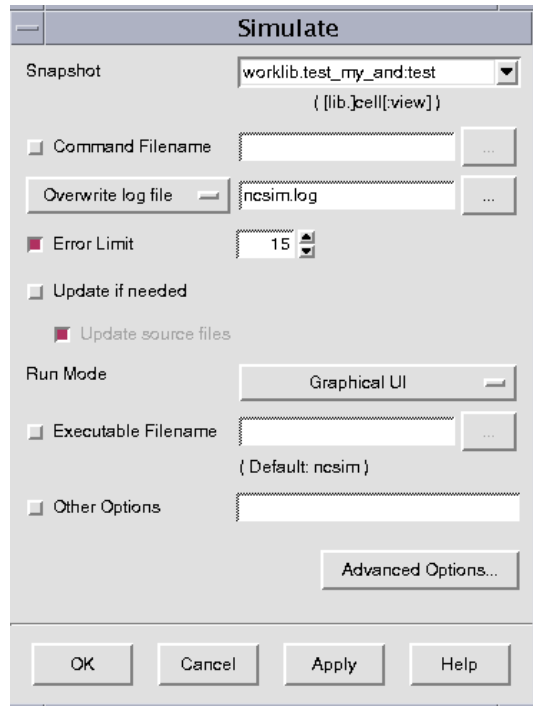 Simulate
Snapshot worklib.test_my_and:test
( [lib.]cell[:view] )
Command Filename ...
Overwrite log file ncsim.log ...
Error Limit 15
Update if needed
Update source files
Run Mode Graphical UI
Executable Filename ...
( Default: ncsim )
Other Options
Advanced Options...
OK Cancel Apply Help